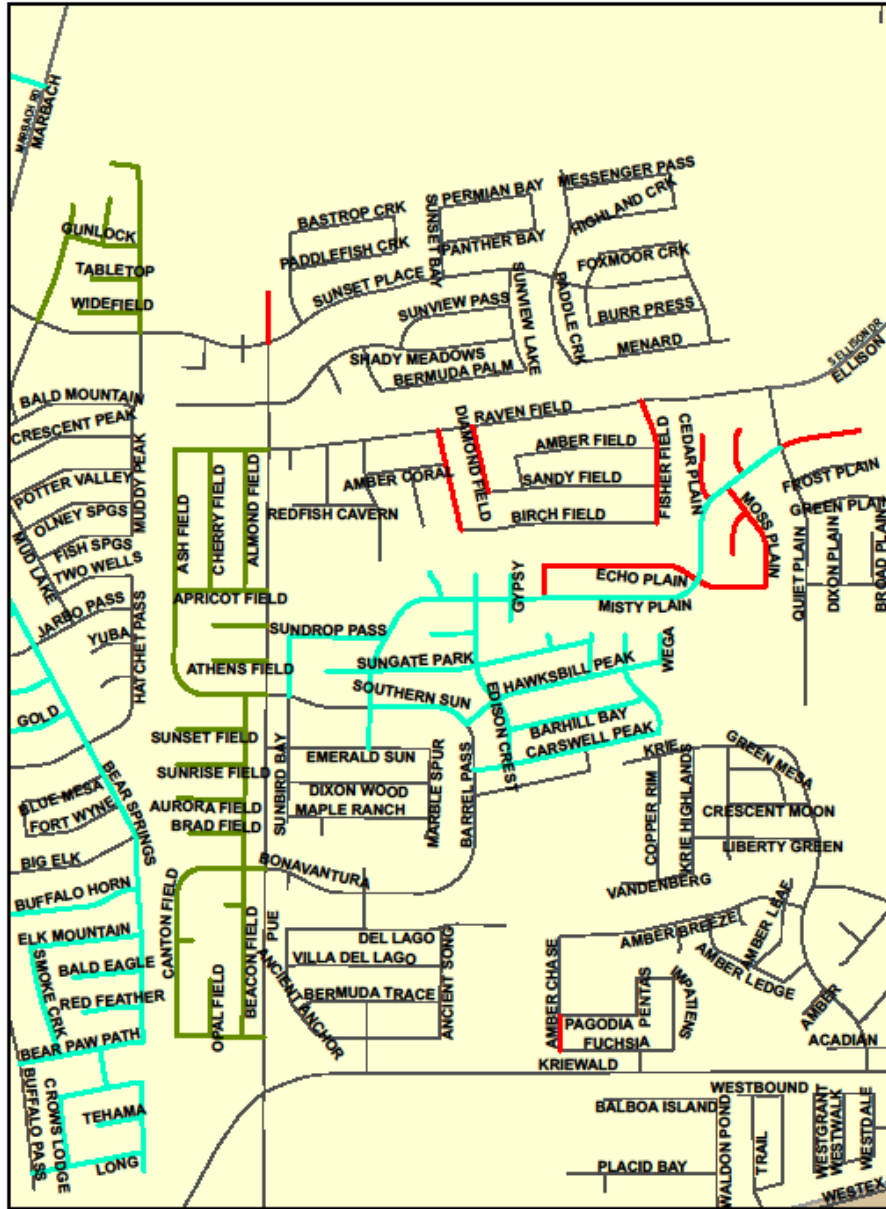 MARBACH RD
MARBACH
MESSENGER PASS
PERMIAN BAY
HIGHLAND CRK
BASTROP CRK
SUNSET BAY
GUNLOCK
PANTHER BAY
PADDLEFISH CRK
FOXMOOR CRK
TABLETOP
SUNSET PLACE
WIDEFIELD
SUNVIEW PASS
SUNVIEW LAKE
PADDLE CRK
BURR PRESS
MENARD
S ELLISON DR
ELLISON
SHADY MEADOWS
BERMUDA PALM
BALD MOUNTAIN
CRESCENT PEAK
RAVEN FIELD
DIAMOND FIELD
AMBER FIELD
CEDAR PLAIN
POTTER VALLEY
MUDDY PEAK
ASH FIELD
CHERRY FIELD
ALMOND FIELD
AMBER CORAL
SANDY FIELD
FISHER FIELD
FROST PLAIN
MOSS PLAIN
GREEN PLAIN
OLNEY SPGS
REDFISH CAVERN
BIRCH FIELD
MUD LAKE
FISH SPGS
TWO WELLS
QUIET PLAIN
DIXON PLAIN
BROAD PLAIN
GYPSY
ECHO PLAIN
MISTY PLAIN
APRICOT FIELD
JARBO PASS
HATCHET PASS
YUBA
SUNDROP PASS
ATHENS FIELD
SUNGATE PARK
WEGA
HAWKSBILL PEAK
SOUTHERN SUN
EDISON CREST
GOLD
BARHILL BAY
CARSWELL PEAK
SUNSET FIELD
SUNBIRD BAY
EMERALD SUN
KRIE
GREEN MESA
BEAR SPRINGS
SUNRISE FIELD
DIXON WOOD
MARBLE SPUR
BARREL PASS
COPPER RIM
KRIE HIGHLANDS
BLUE MESA
FORT WYNE
AURORA FIELD
MAPLE RANCH
CRESCENT MOON
BRAD FIELD
LIBERTY GREEN
BIG ELK
BONAVANTURA
VANDENBERG
BUFFALO HORN
CANTON FIELD
AMBER BREEZE
AMBER LEAF
ELK MOUNTAIN
PUE
DEL LAGO
ANCIENT SONG
AMBER CHASE
AMBER LEDGE
VILLA DEL LAGO
BALD EAGLE
SMOKE CRK
BEACON FIELD
ANCIENT ANCHOR
PENTAS
IMPATIENS
BERMUDA TRACE
RED FEATHER
OPAL FIELD
AMBER
PAGODIA
FUCHSIA
ACADIAN
BEAR PAW PATH
KRIEWALD
BUFFALO PASS
CROWS LODGE
TEHAMA
WESTBOUND
BALBOA ISLAND
WALDON POND
TRAIL
WESTGRANT
WESTWALK
WESTDALE
LONG
PLACID BAY
WESTEX